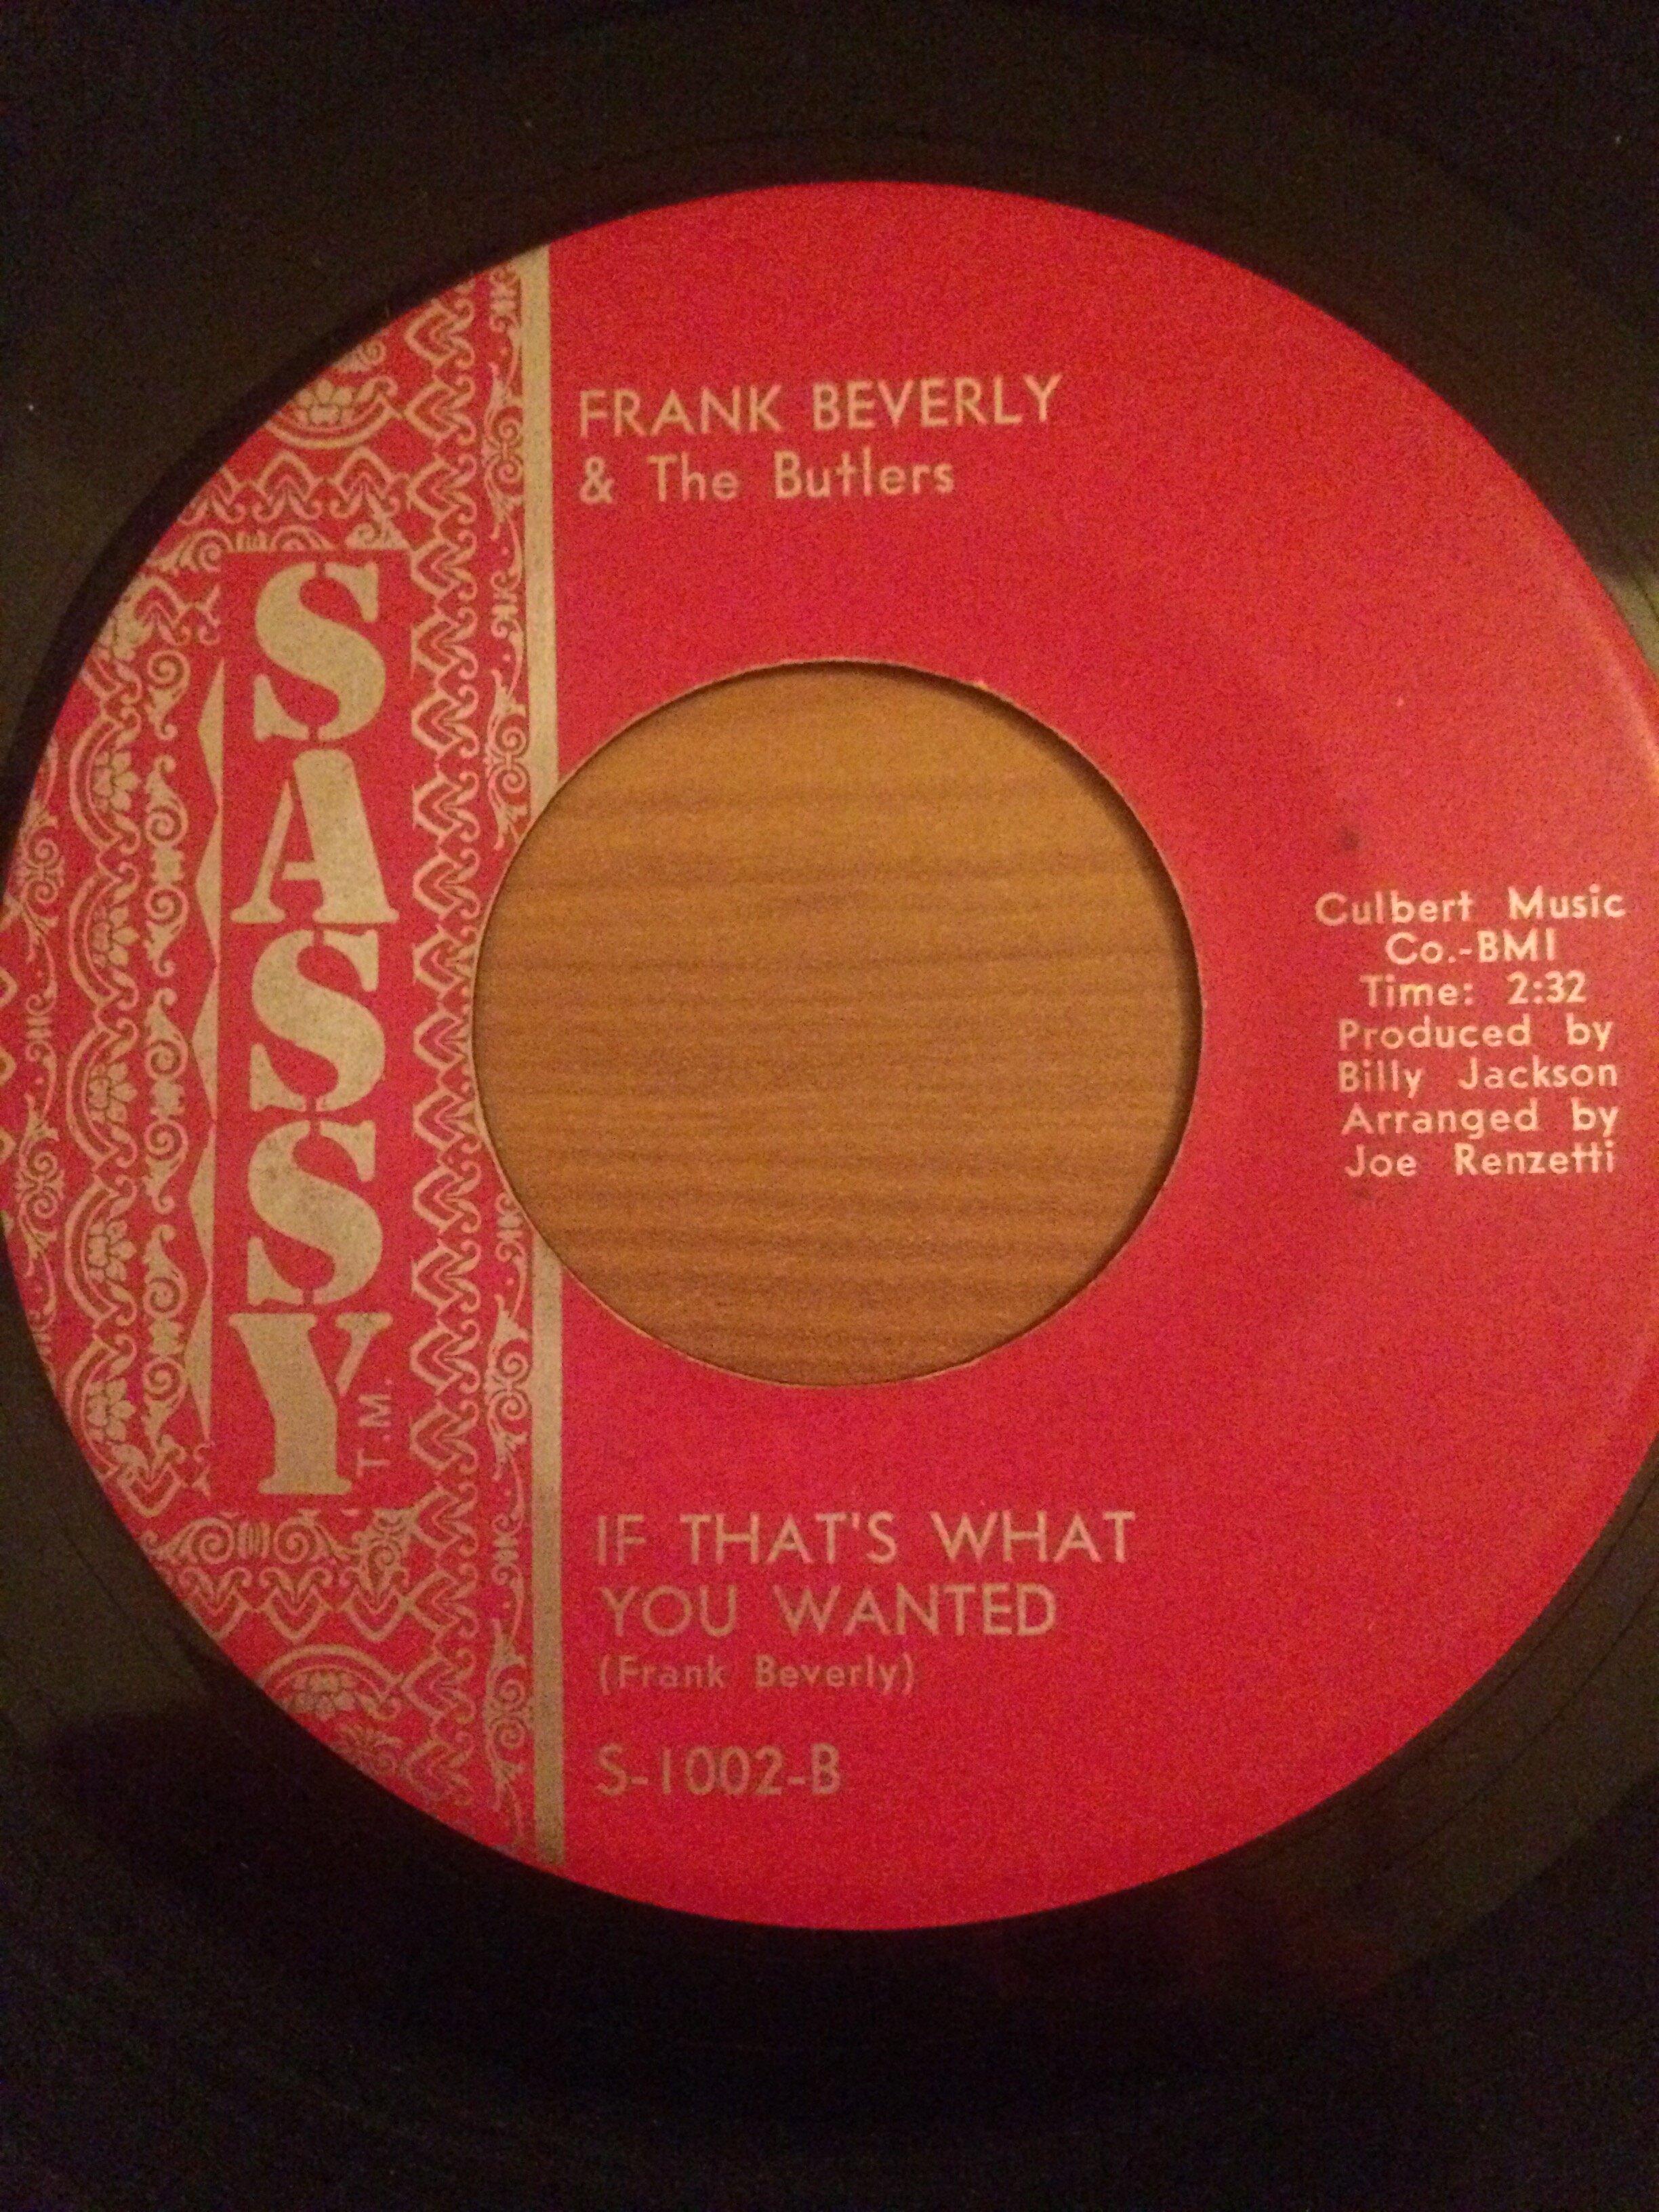 FRANK BEVERLY
& The Butlers
SASSY
T.M.
Culbert Music
Co.-BMI
Time: 2:32
Produced by
Billy Jackson
Arranged by
Joe Renzetti
IF THAT'S WHAT
YOU WANTED
(Frank Beverly)
S-1002-B